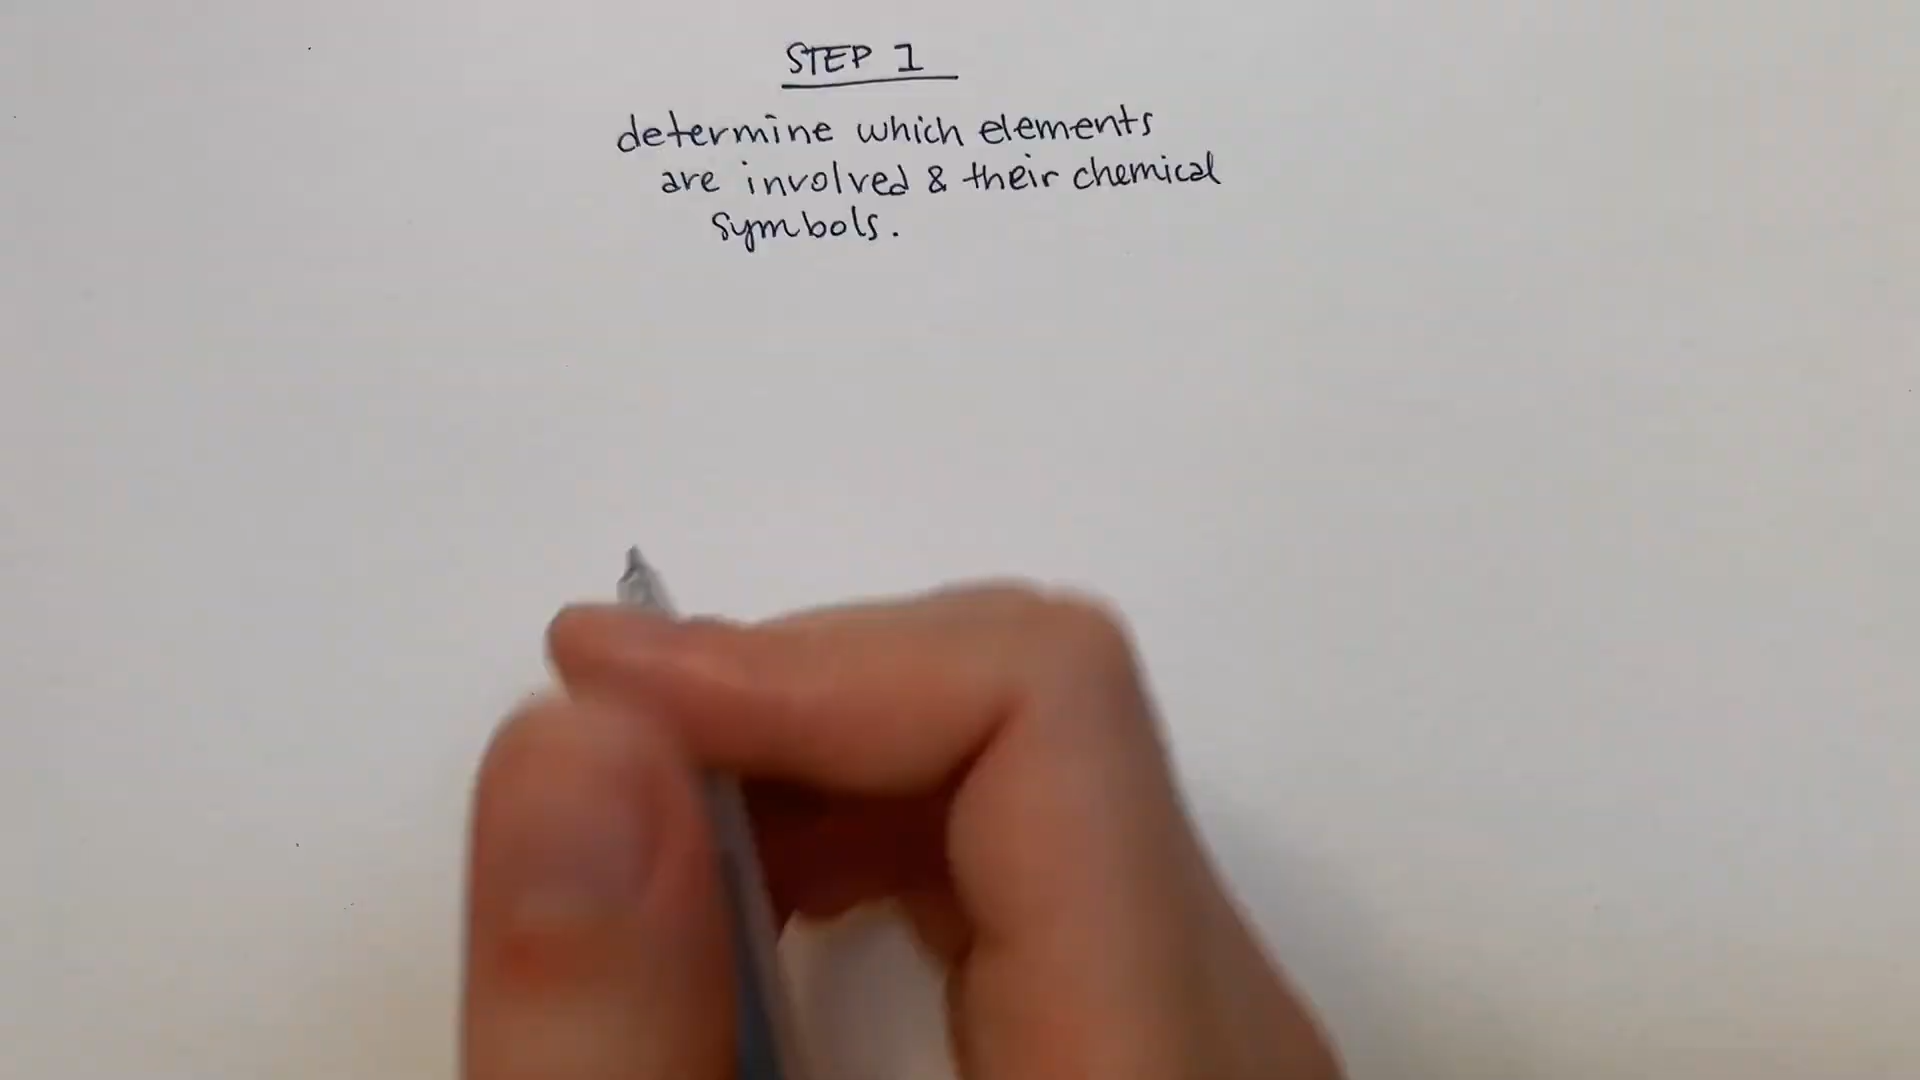 STEP 1
determine which elements
are involved & their chemical
symbols.